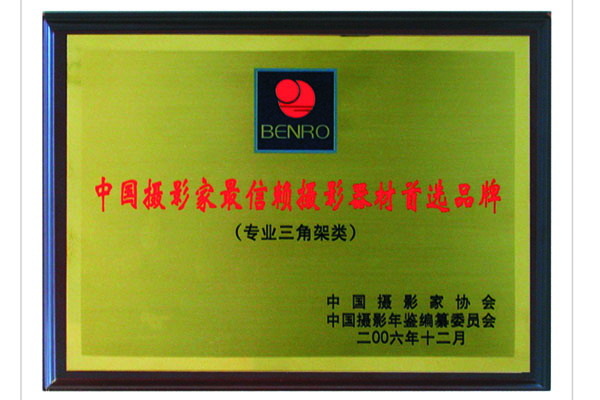 BENRO
中国摄影家最信赖摄影器材首选品牌
（专业三角架类）
中国摄影家协会
中国摄影年鉴编纂委员会
二00六年十二月